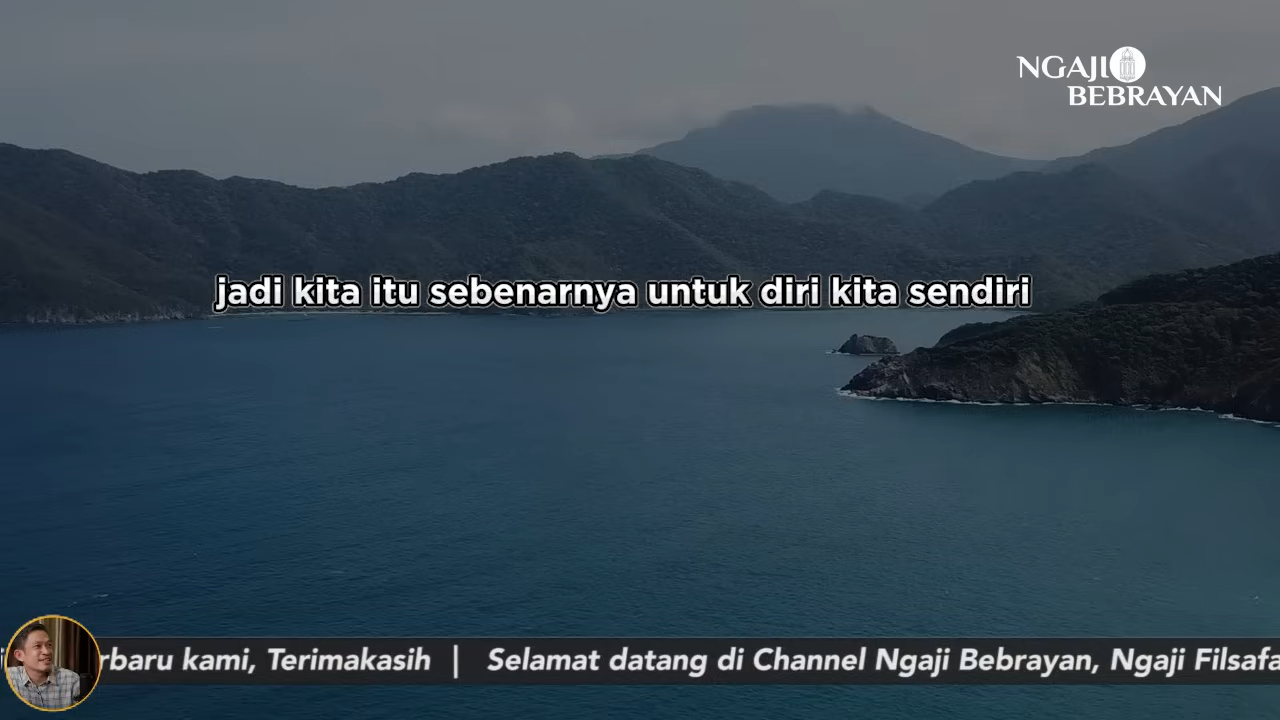 NGAJI
BEBRAYAN
jadi kita itu sebenarnya untuk diri kita sendiri
rbaru kami, Terimakasih | Selamat datang di Channel Ngaji Bebrayan, Ngaji Filsafa